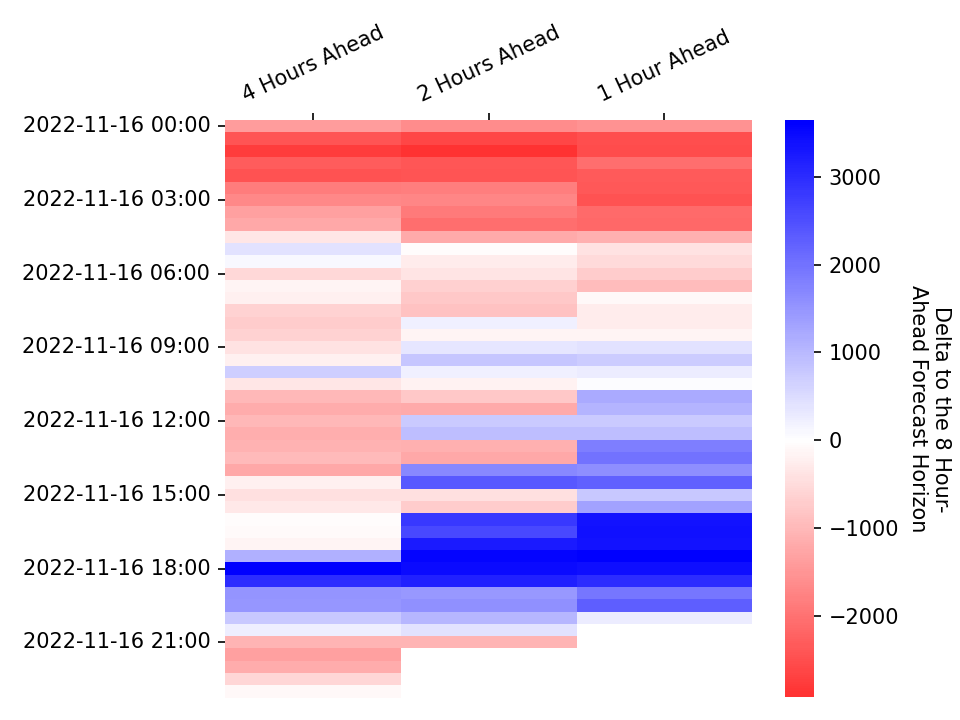 4 Hours Ahead
2 Hours Ahead
1 Hour Ahead
2022-11-16 00:00
2022-11-16 03:00
2022-11-16 06:00
2022-11-16 09:00
2022-11-16 12:00
2022-11-16 15:00
2022-11-16 18:00
2022-11-16 21:00
3000
2000
1000
0
−1000
−2000
Delta to the 8 Hour-
Ahead Forecast Horizon